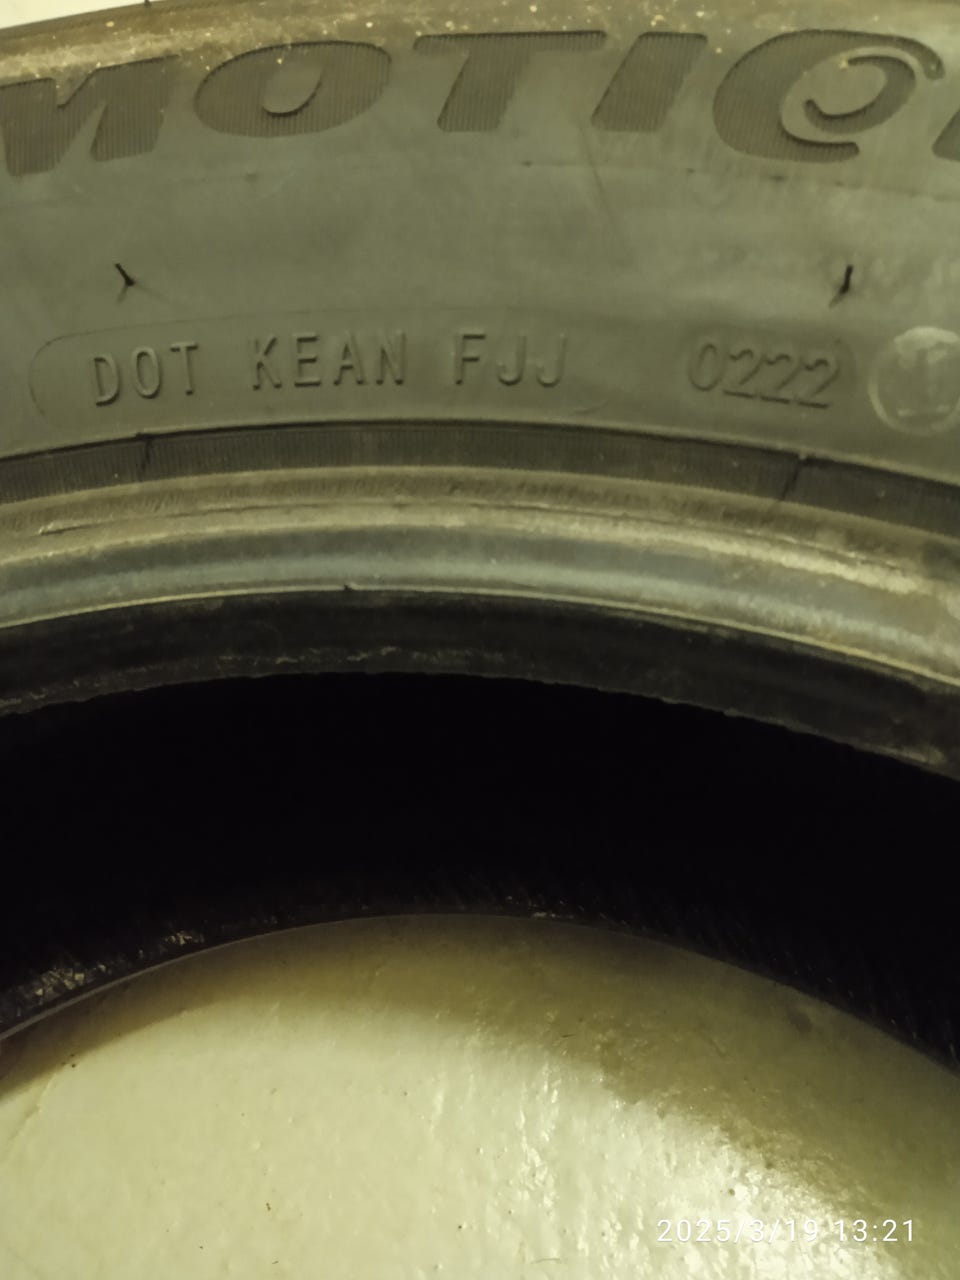 MOTIO
DOT KEAN FJJ 0222
2025/3/19 13:21